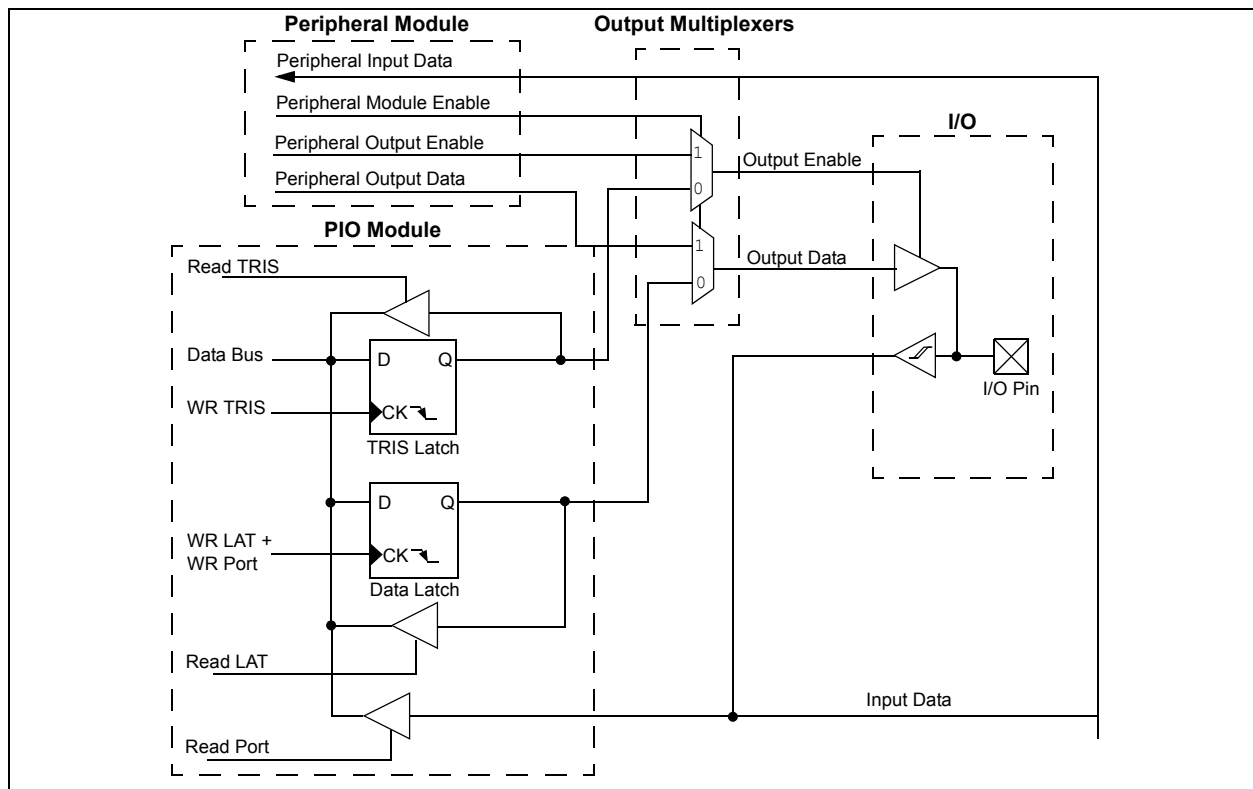 Peripheral Module
Output Multiplexers
Peripheral Input Data
Peripheral Module Enable
I/O
Peripheral Output Enable
1
Output Enable
Peripheral Output Data
0
PIO Module
1
Read TRIS
Output Data
0
Data Bus
D
Q
I/O Pin
WR TRIS
CK
TRIS Latch
D
Q
WR LAT +
WR Port
CK
Data Latch
Read LAT
Input Data
Read Port